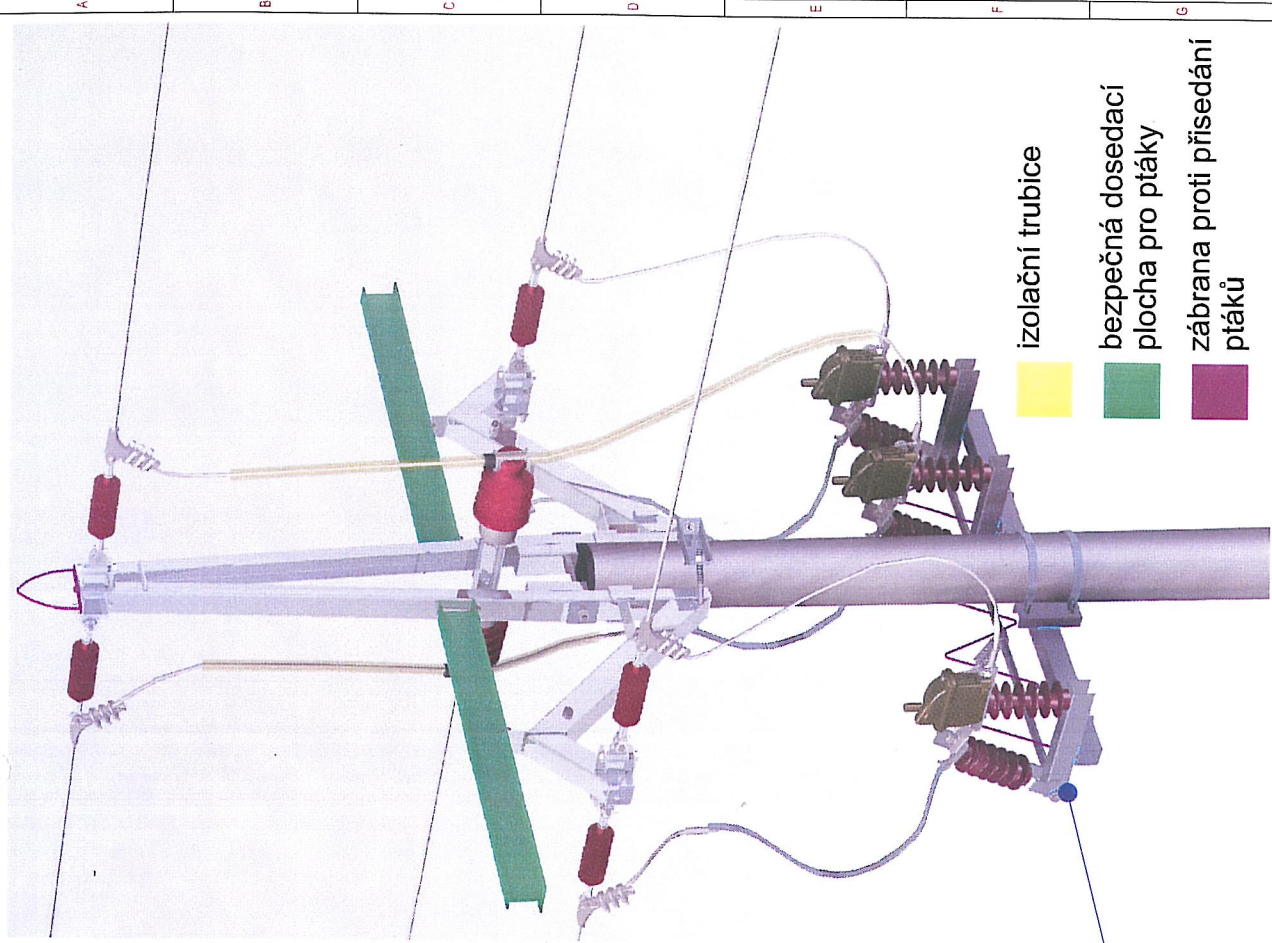 A
B
C
D
E
F
G
izolační trubice
bezpečná dosedací
plocha pro ptáky
zábrana proti přisedání
ptáků